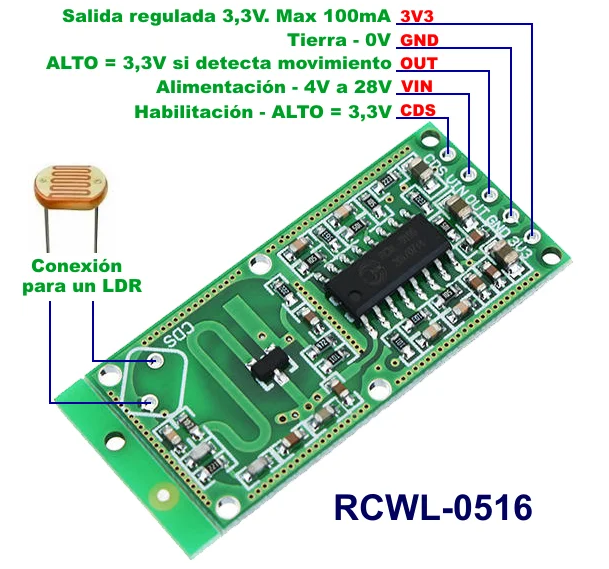 Salida regulada 3,3V. Max 100mA 3V3
Tierra - 0V GND
ALTO = 3,3V si detecta movimiento OUT
Alimentación - 4V a 28V VIN
Habilitación - ALTO = 3,3V CDS
CDS VIN OUT GND 3V3
Conexión
para un LDR
CDS
RCWL-0516